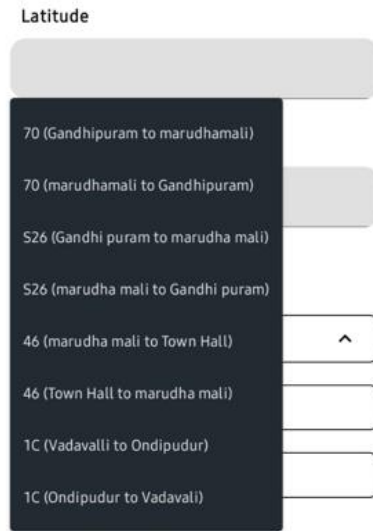 Latitude
70 (Gandhipuram to marudhamali)
70 (marudhamali to Gandhipuram)
S26 (Gandhi puram to marudha mali)
S26 (marudha mali to Gandhi puram)
46 (marudha mali to Town Hall)
46 (Town Hall to marudha mali)
1C (Vadavalli to Ondipudur)
1C (Ondipudur to Vadavali)